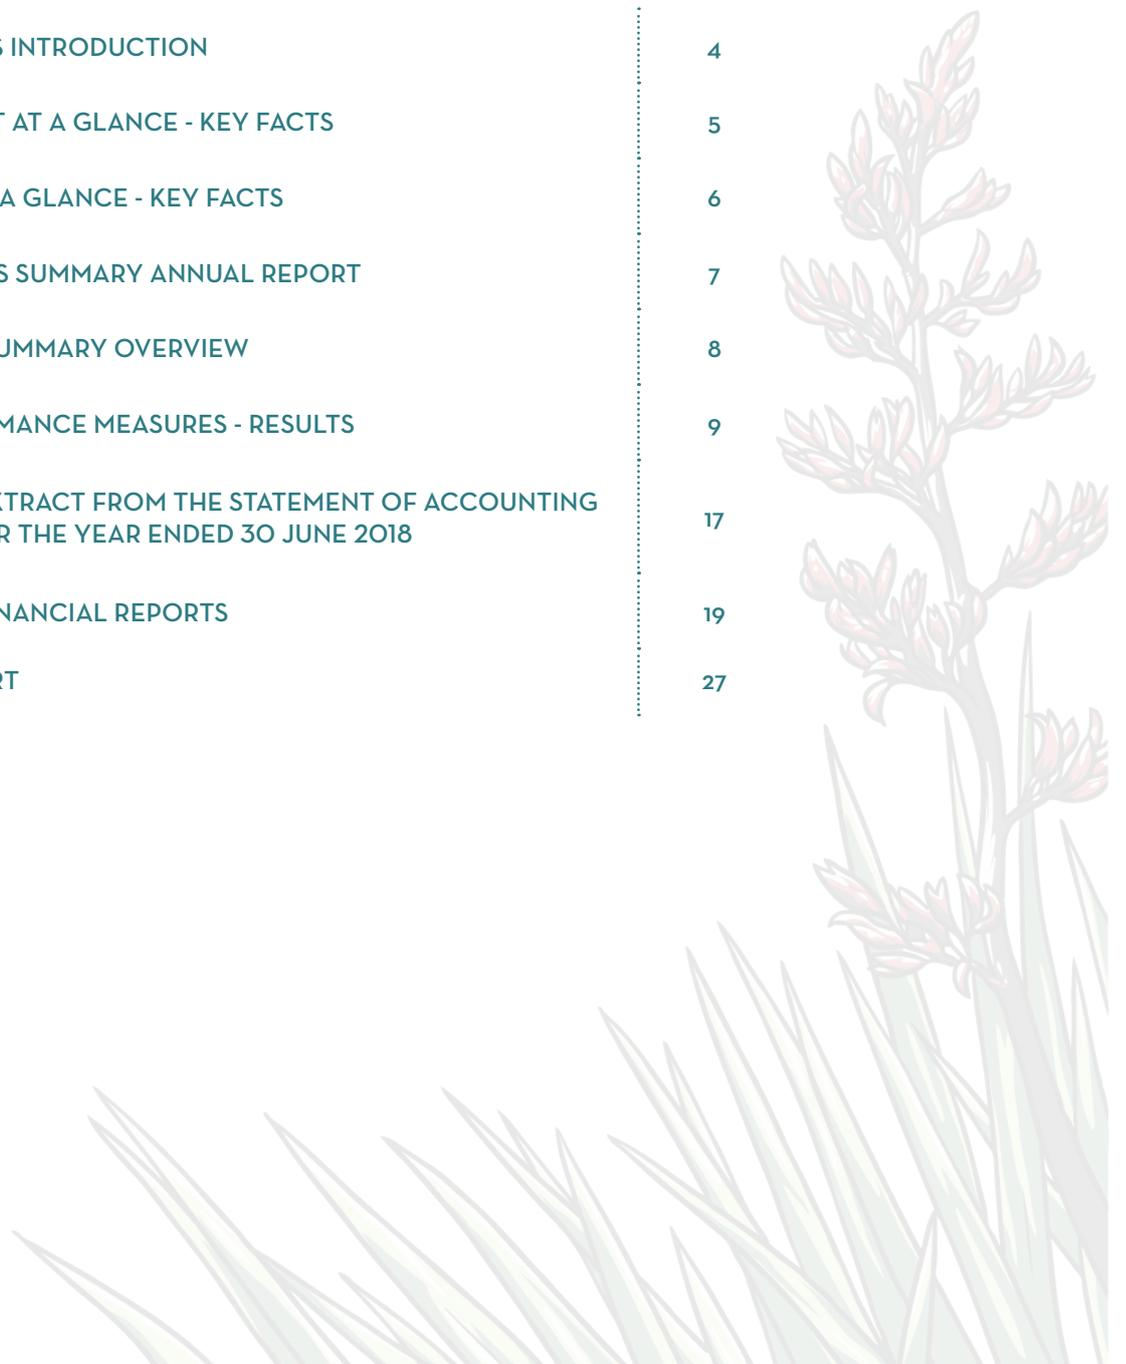 INTRODUCTION 4
AT A GLANCE - KEY FACTS 5
A GLANCE - KEY FACTS 6
SUMMARY ANNUAL REPORT 7
UMMARY OVERVIEW 8
MANCE MEASURES - RESULTS 9
TRACT FROM THE STATEMENT OF ACCOUNTING
THE YEAR ENDED 30 JUNE 2018 17
NANCIAL REPORTS 19
RT 27